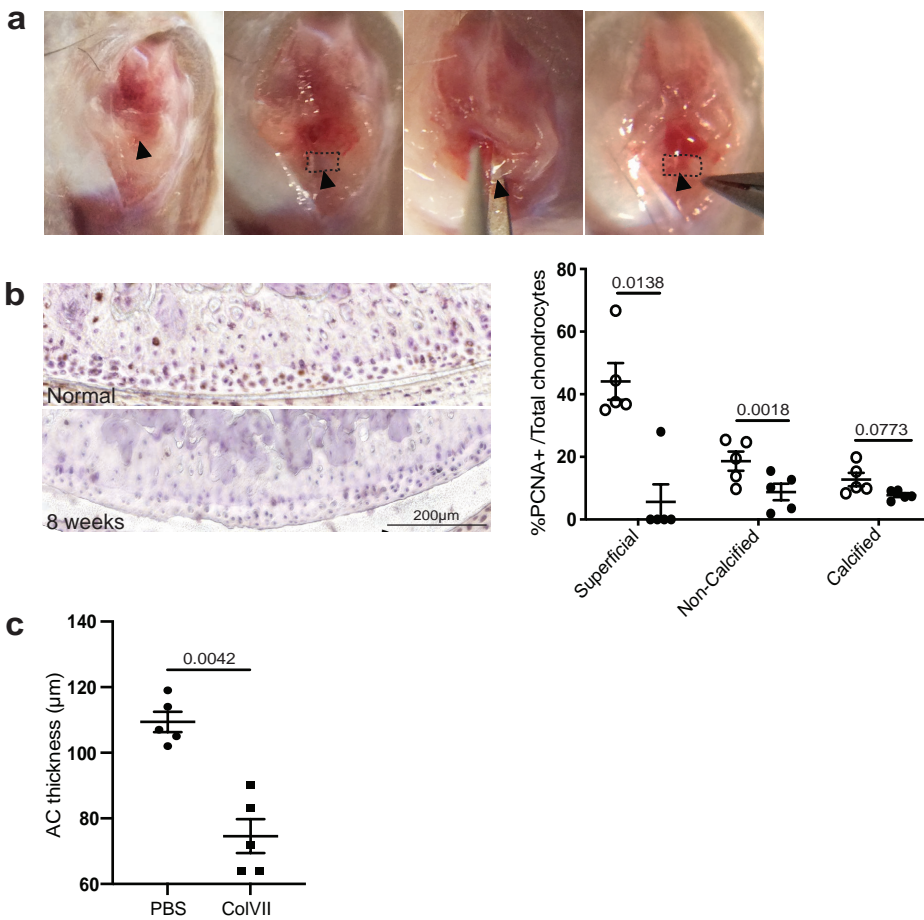 a
b
Normal
8 weeks
200µm
%PCNA+ /Total chondrocytes
80
60
40
20
0
0.0138
0.0018
0.0773
Superficial
Non-Calcified
Calcified
c
AC thickness (µm)
140
120
100
80
60
0.0042
PBS
ColVII